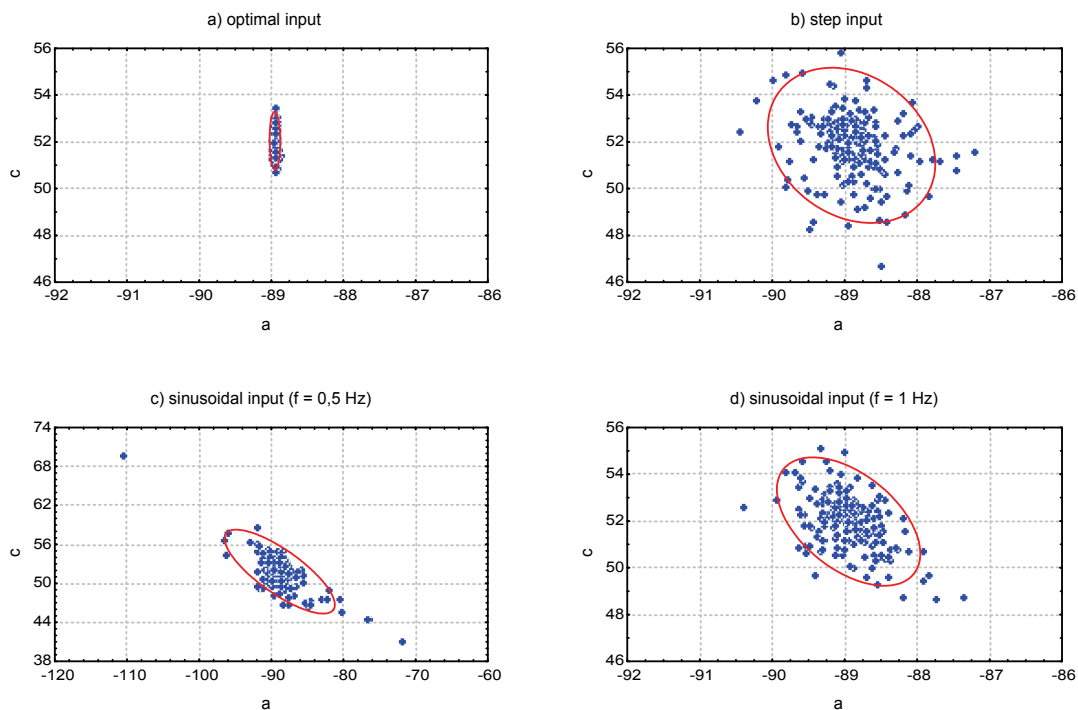 a) optimal input
56
54
52
50
48
46
c
-92 -91 -90 -89 -88 -87 -86
a
b) step input
56
54
52
50
48
46
c
-92 -91 -90 -89 -88 -87 -86
a
c) sinusoidal input (f = 0,5 Hz)
74
68
62
56
50
44
38
c
-120 -110 -100 -90 -80 -70 -60
a
d) sinusoidal input (f = 1 Hz)
56
54
52
50
48
46
c
-92 -91 -90 -89 -88 -87 -86
a